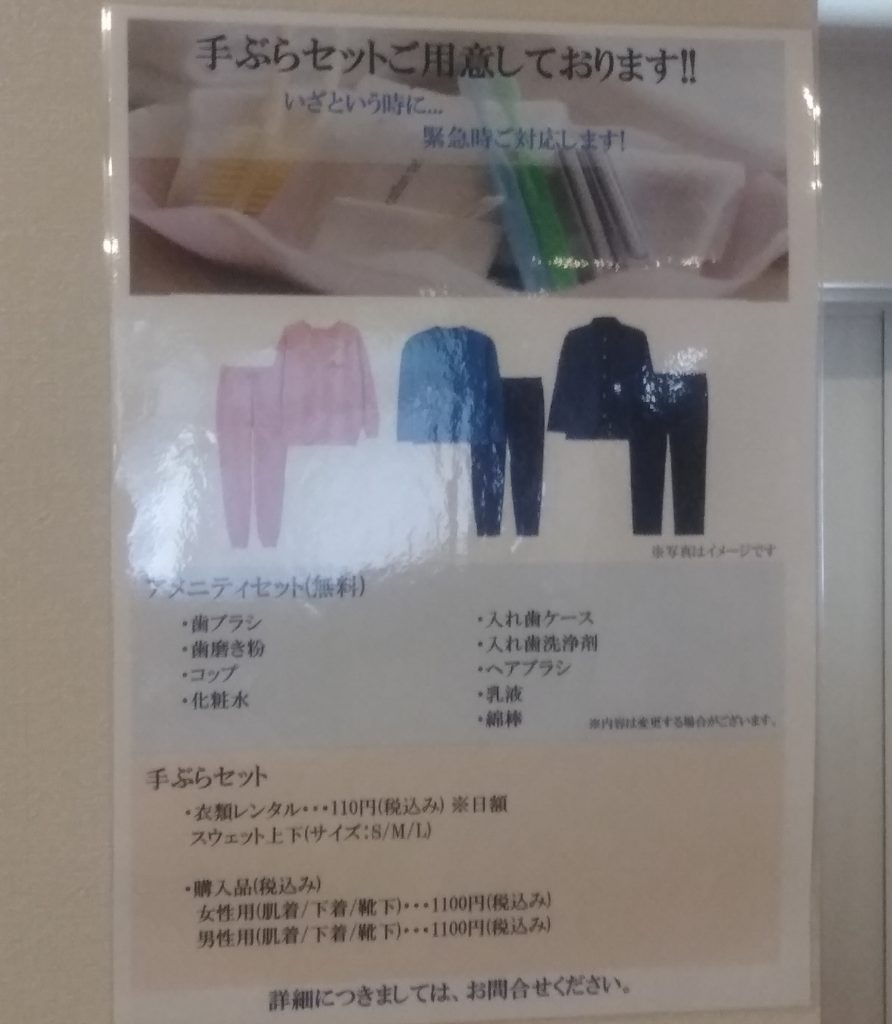 手ぶらセットご用意しております!!
いざという時に...
緊急時ご対応します!
※写真はイメージです
アメニティセット(無料)
・歯ブラシ
・歯磨き粉
・コップ
・化粧水
・入れ歯ケース
・入れ歯洗浄剤
・ヘアブラシ
・乳液
・綿棒
※内容は変更する場合がございます。
手ぶらセット
・衣類レンタル・・・110円(税込み) ※日額
スウェット上下(サイズ:S/M/L)
・購入品(税込み)
女性用(肌着/下着/靴下)・・・1100円(税込み)
男性用(肌着/下着/靴下)・・・1100円(税込み)
詳細につきましては、お問合せください。